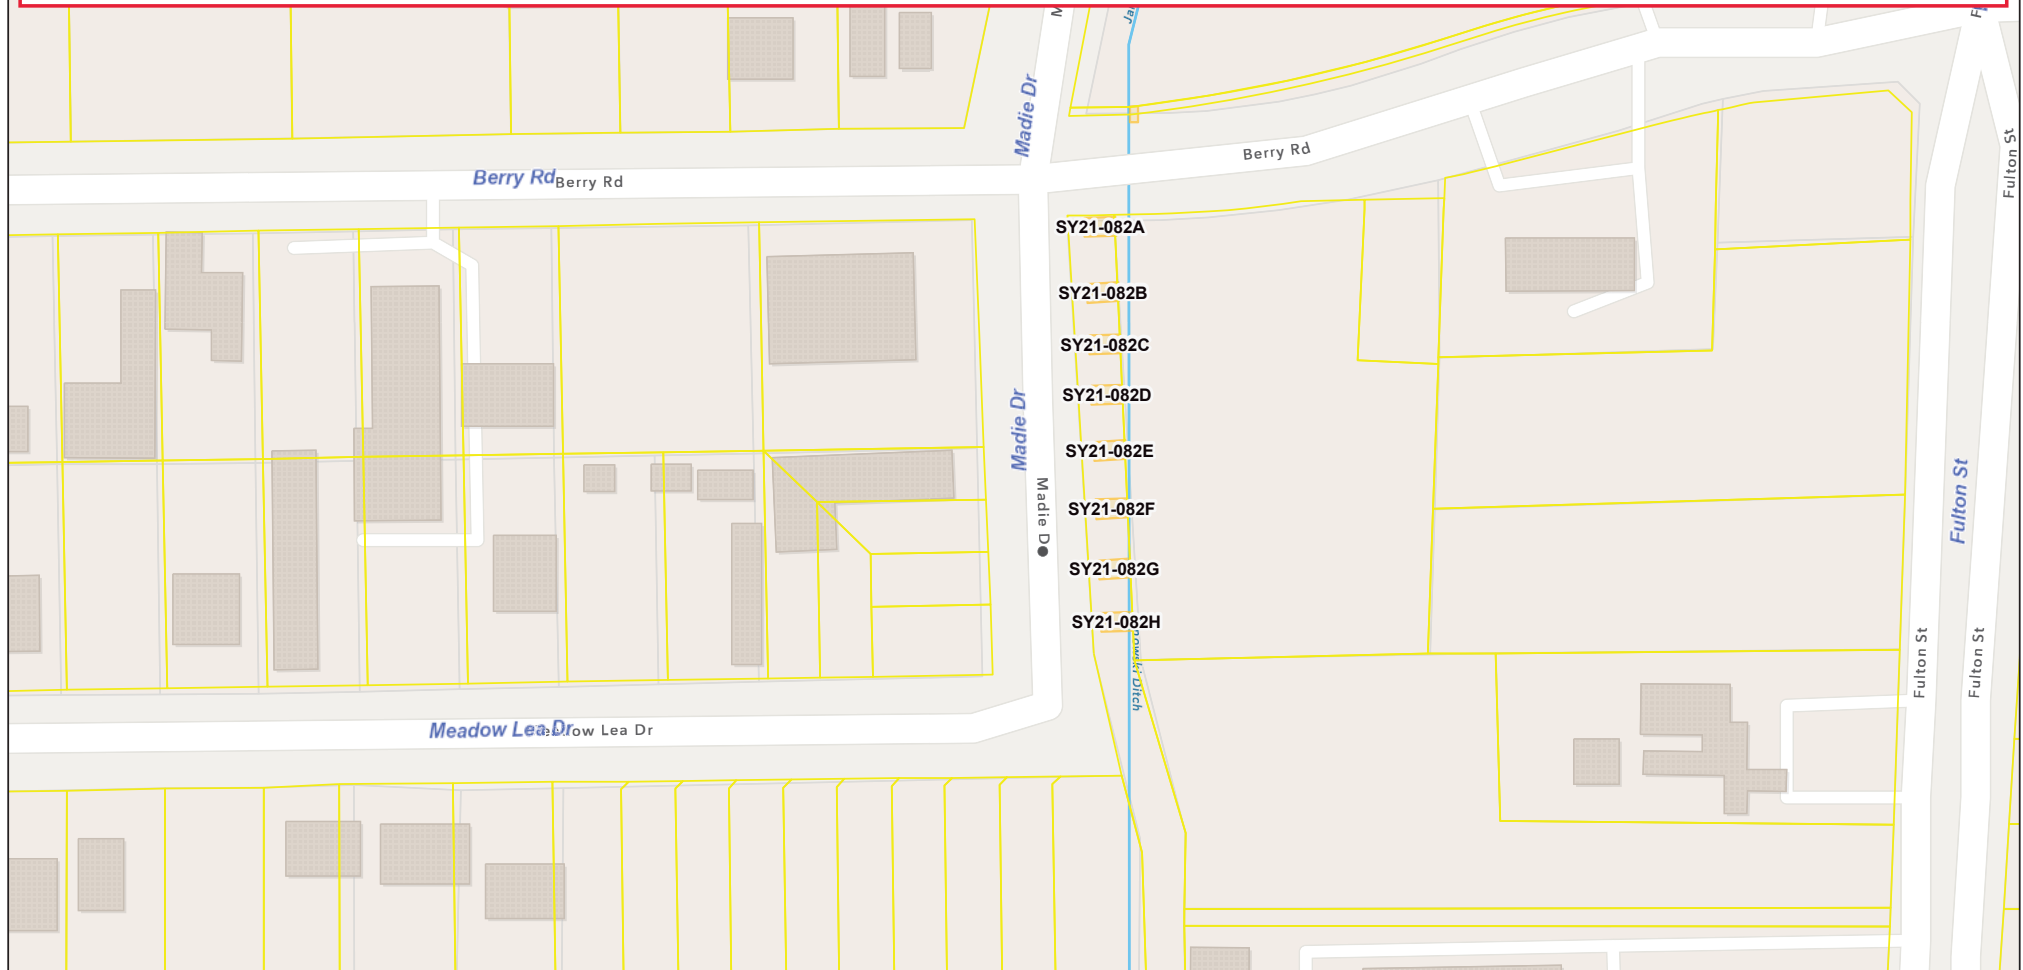 Madie Dr
Berry Rd
Berry Rd
Berry Rd
Fulton St
SY21-082A
SY21-082B
SY21-082C
SY21-082D
SY21-082E
SY21-082F
SY21-082G
SY21-082H
Madie Dr
Madie D
Fulton St
Fulton St
Fulton St
Ditch
Meadow Lea Dr
Lea Dr